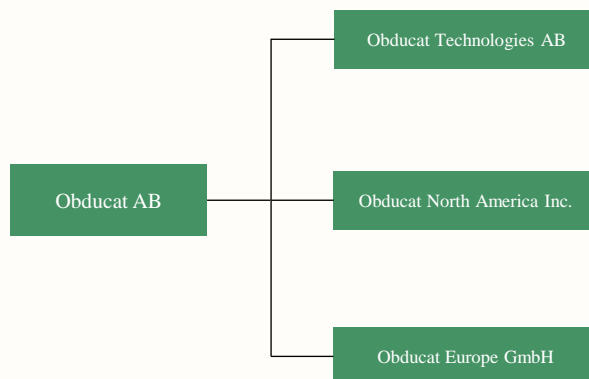 Obducat Technologies AB
Obducat AB
Obducat North America Inc.
Obducat Europe GmbH